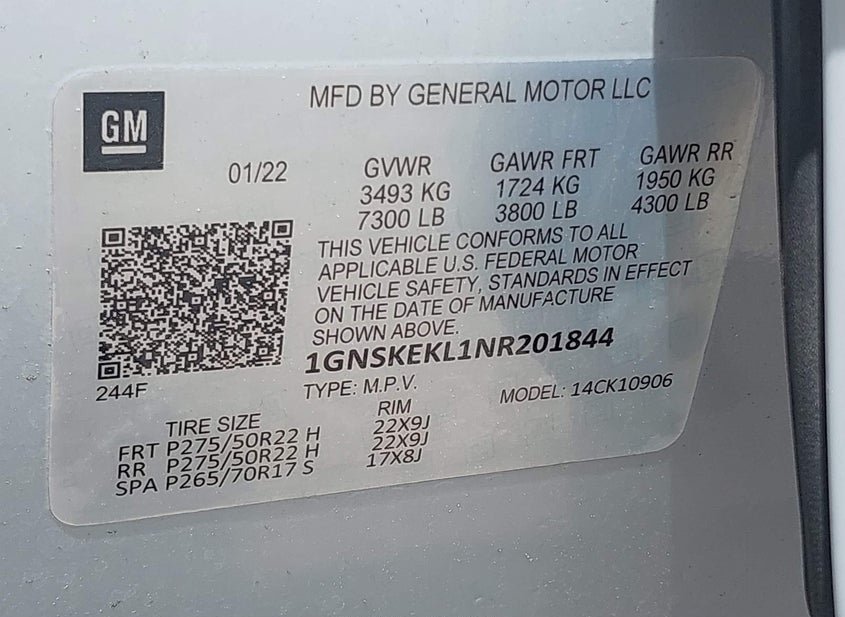 GM
MFD BY GENERAL MOTOR LLC
01/22
GVWR
3493 KG
7300 LB
GAWR FRT
1724 KG
3800 LB
GAWR RR
1950 KG
4300 LB
THIS VEHICLE CONFORMS TO ALL
APPLICABLE U.S. FEDERAL MOTOR
VEHICLE SAFETY, STANDARDS IN EFFECT
ON THE DATE OF MANUFACTURE
SHOWN ABOVE.
1GNSKEKL1NR201844
244F
TYPE: M.P.V.
MODEL: 14CK10906
TIRE SIZE RIM
FRT P275/50R22 H 22X9J
RR P275/50R22 H 22X9J
SPA P265/70R17 S 17X8J